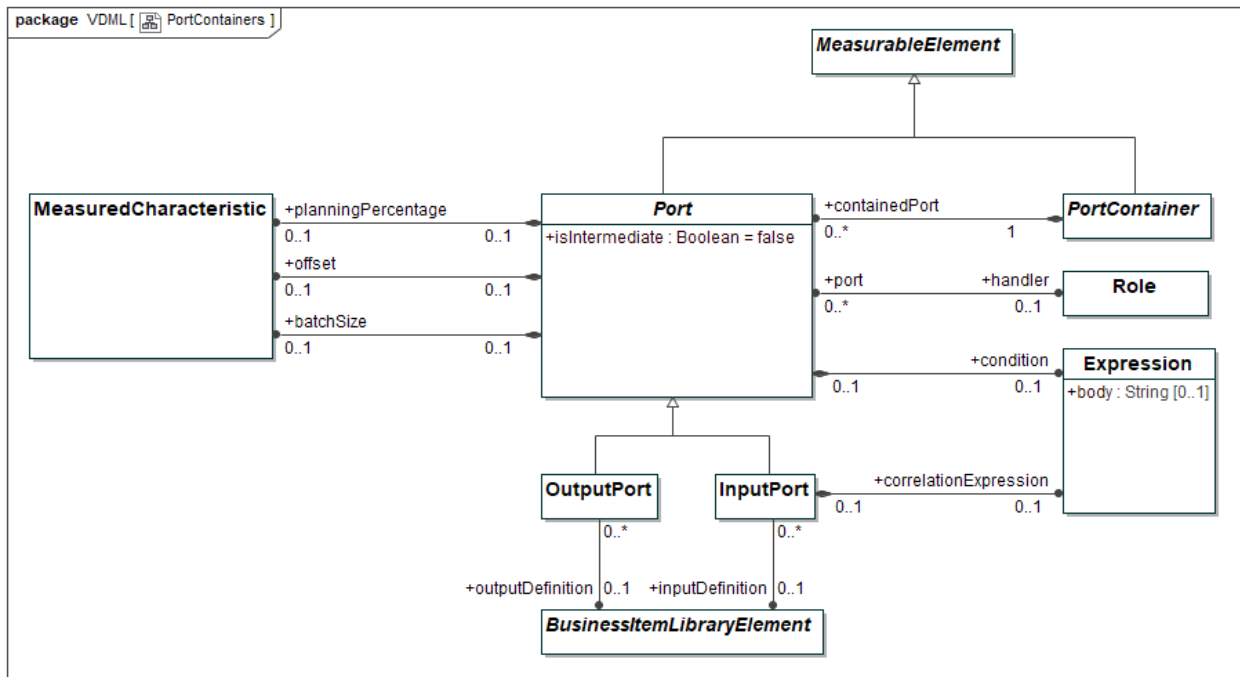 package VDML [ PortContainers ]
MeasurableElement
MeasuredCharacteristic
+planningPercentage
0..1
0..1
+offset
0..1
0..1
+batchSize
0..1
0..1
Port
+isIntermediate : Boolean = false
+containedPort
0..*
1
PortContainer
+port
0..*
+handler
0..1
Role
+condition
0..1
0..1
Expression
+body : String [0..1]
OutputPort
InputPort
+correlationExpression
0..1
0..1
0..*
0..*
+outputDefinition
0..1
+inputDefinition
0..1
BusinessItemLibraryElement